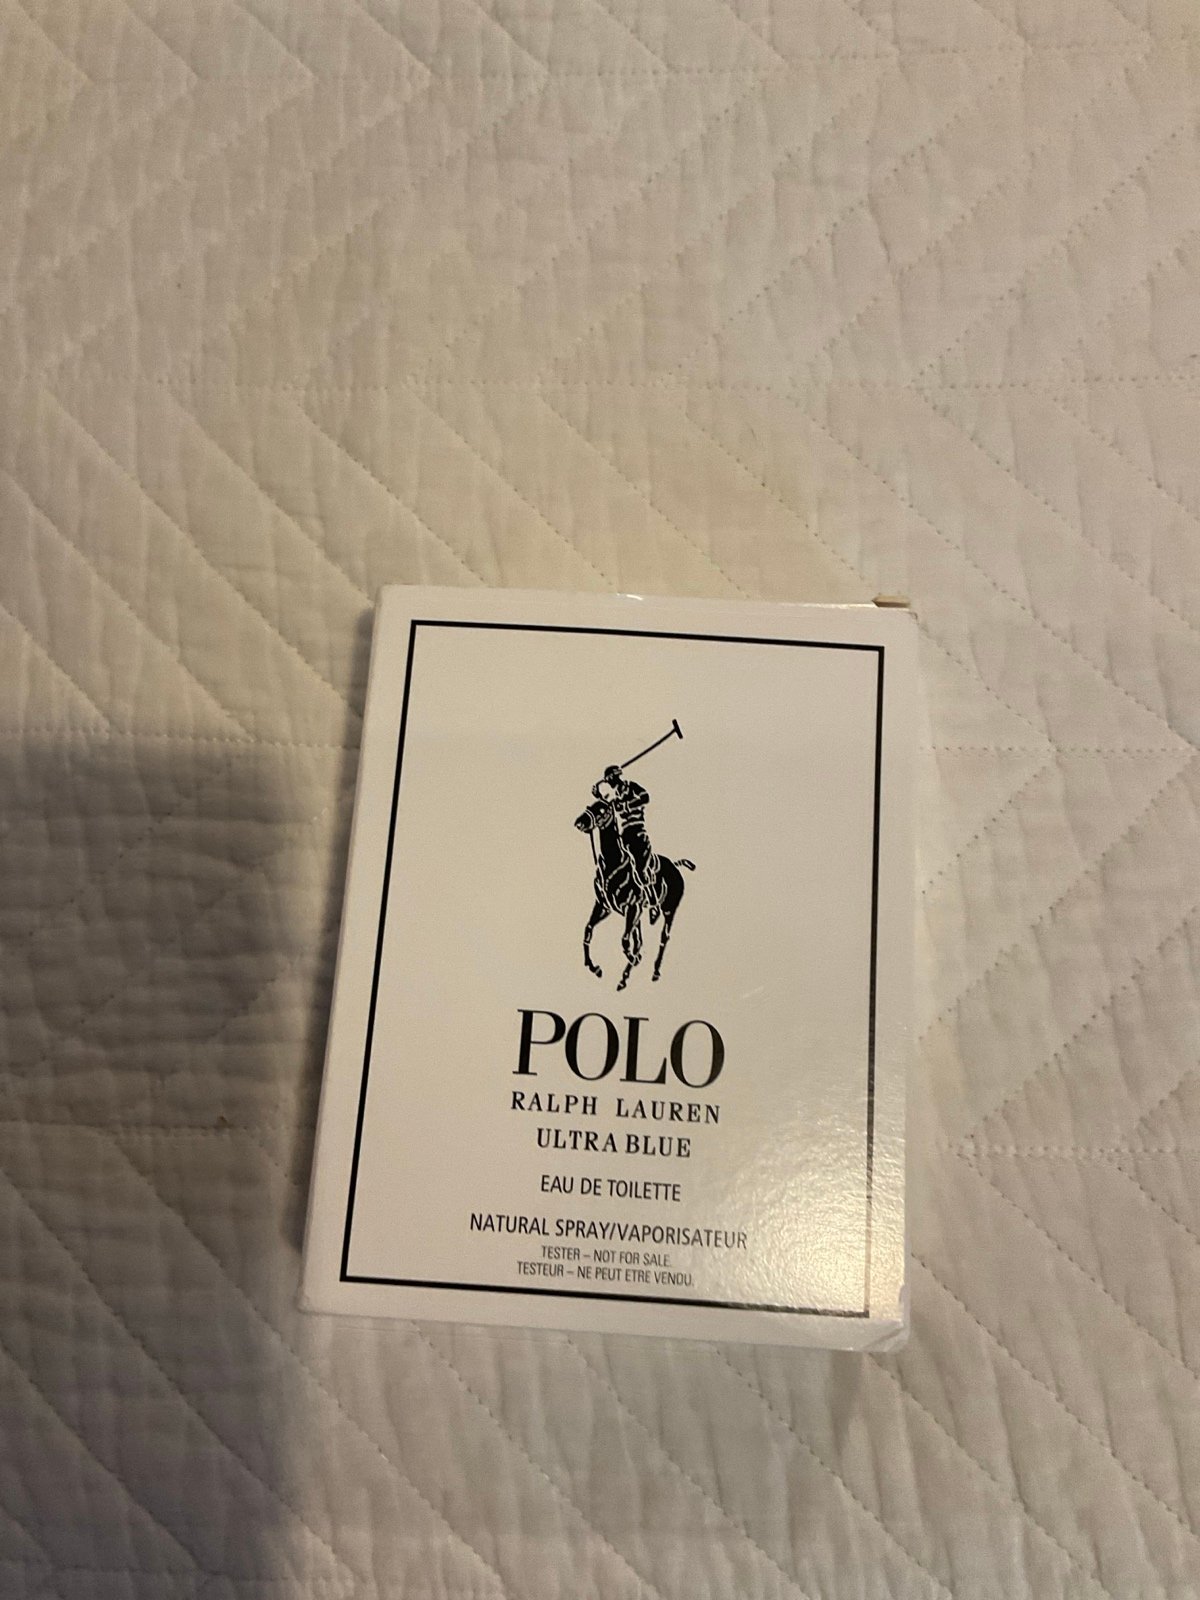 POLO
RALPH LAUREN
ULTRA BLUE
EAU DE TOILETTE
NATURAL SPRAY/VAPORISATEUR
TESTER – NOT FOR SALE.
TESTEUR – NE PEUT ETRE VENDU.